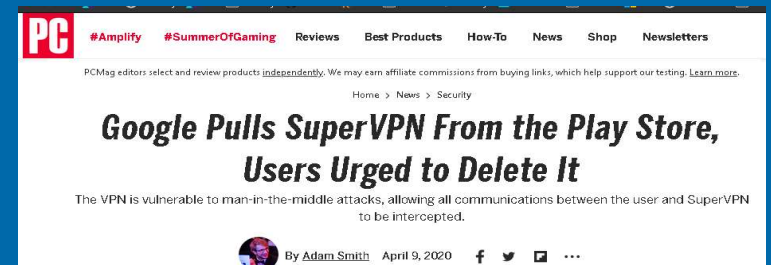 PC
#Amplify #SummerOfGaming Reviews Best Products How-To News Shop Newsletters
PCMag editors select and review products independently. We may earn affiliate commissions from buying links, which help support our testing. Learn more.
Home > News > Security
Google Pulls SuperVPN From the Play Store,
Users Urged to Delete It
The VPN is vulnerable to man-in-the-middle attacks, allowing all communications between the user and SuperVPN
to be intercepted.
By Adam Smith April 9, 2020